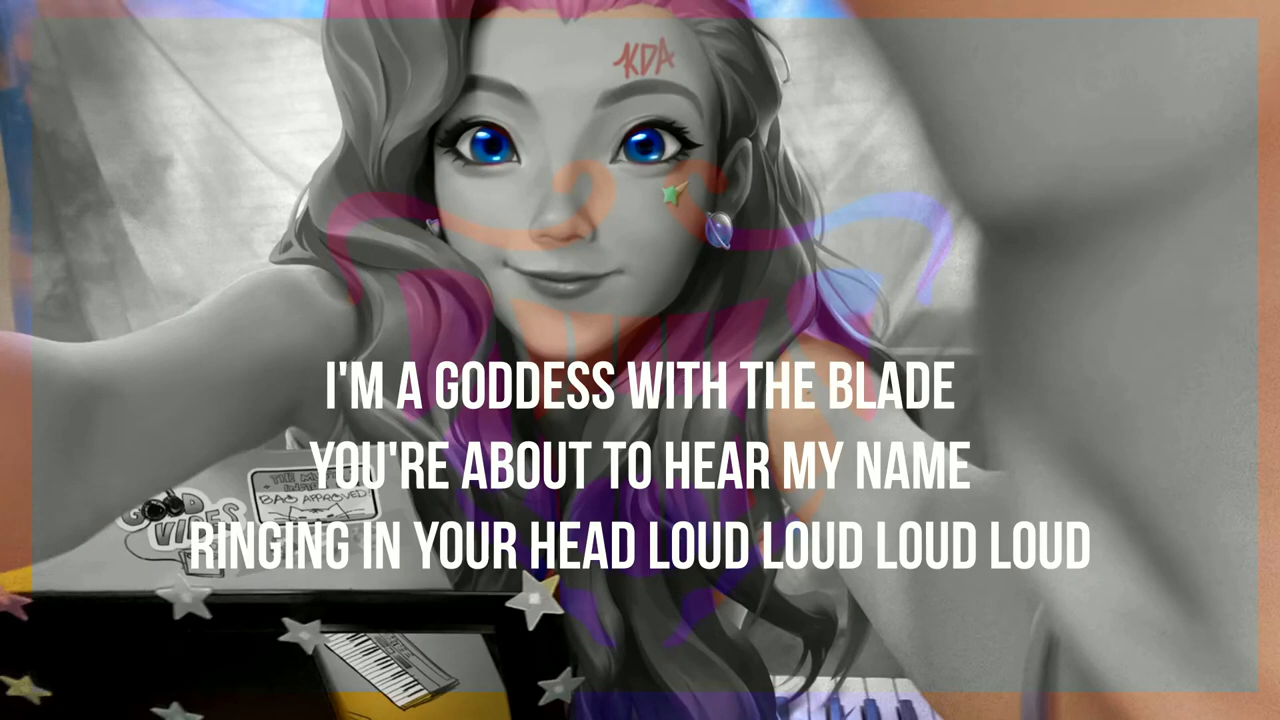 KDA
I'M A GODDESS WITH THE BLADE
YOU'RE ABOUT TO HEAR MY NAME
RINGING IN YOUR HEAD LOUD LOUD LOUD LOUD
GOOD
VIBES
BAO APPROVED!